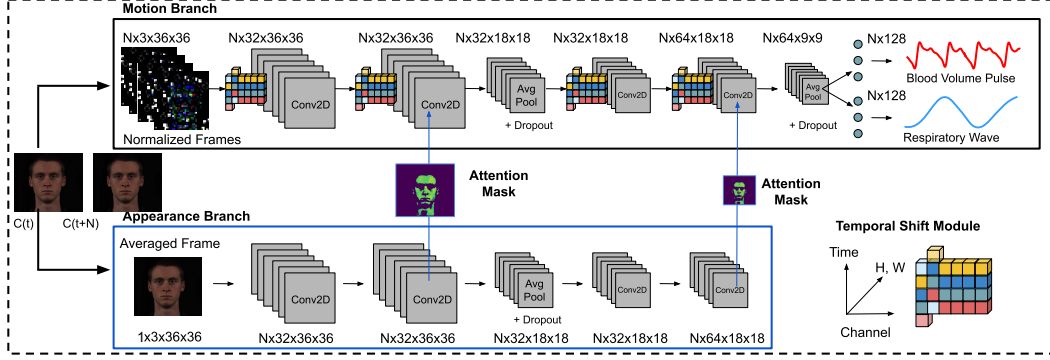 Motion Branch
Nx3x36x36
Nx32x36x36
Nx32x36x36
Nx32x18x18
Nx32x18x18
Nx64x18x18
Nx64x9x9
Nx128
Conv2D
Conv2D
Avg
Pool
Conv2D
Conv2D
Avg
Pool
Blood Volume Pulse
Nx128
+ Dropout
+ Dropout
Normalized Frames
Respiratory Wave
Attention
Mask
Attention
Mask
C(t)
C(t+N)
Appearance Branch
Averaged Frame
Conv2D
Conv2D
Avg
Pool
Conv2D
Conv2D
+ Dropout
1x3x36x36
Nx32x36x36
Nx32x36x36
Nx32x18x18
Nx32x18x18
Nx64x18x18
Temporal Shift Module
Time
H, W
Channel